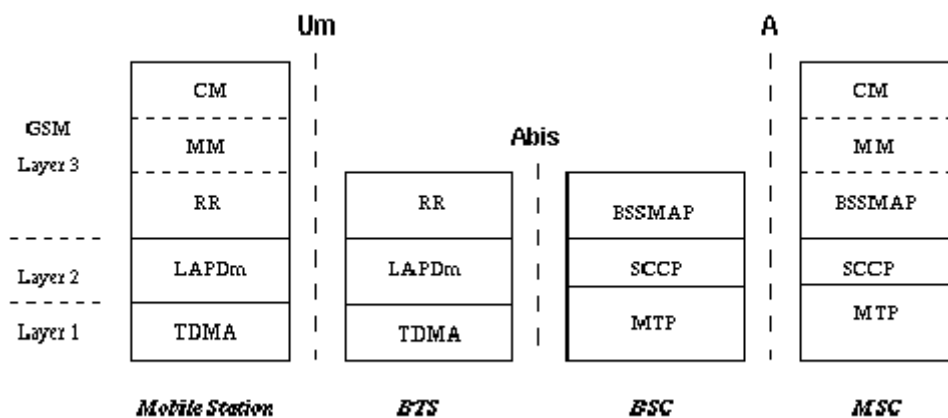 Um
A
CM
CM
GSM
Layer 3
Abis
MM
MM
RR
RR
BSSMAP
BSSMAP
Layer 2
LAPDm
LAPDm
SCCP
SCCP
Layer 1
TDMA
TDMA
MTP
MTP
Mobile Station
BTS
BSC
MSC